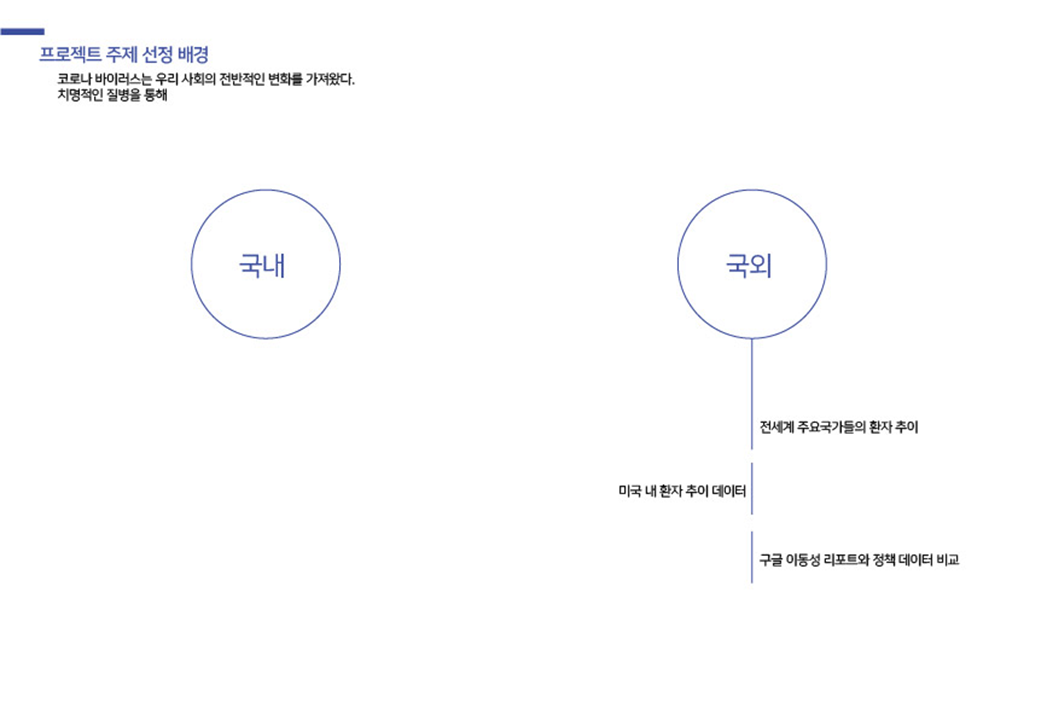 프로젝트 주제 선정 배경
코로나 바이러스는 우리 사회의 전반적인 변화를 가져왔다.
치명적인 질병을 통해
국내
국외
전세계 주요국가들의 환자 추이
미국 내 환자 추이 데이터
구글 이동성 리포트와 정책 데이터 비교